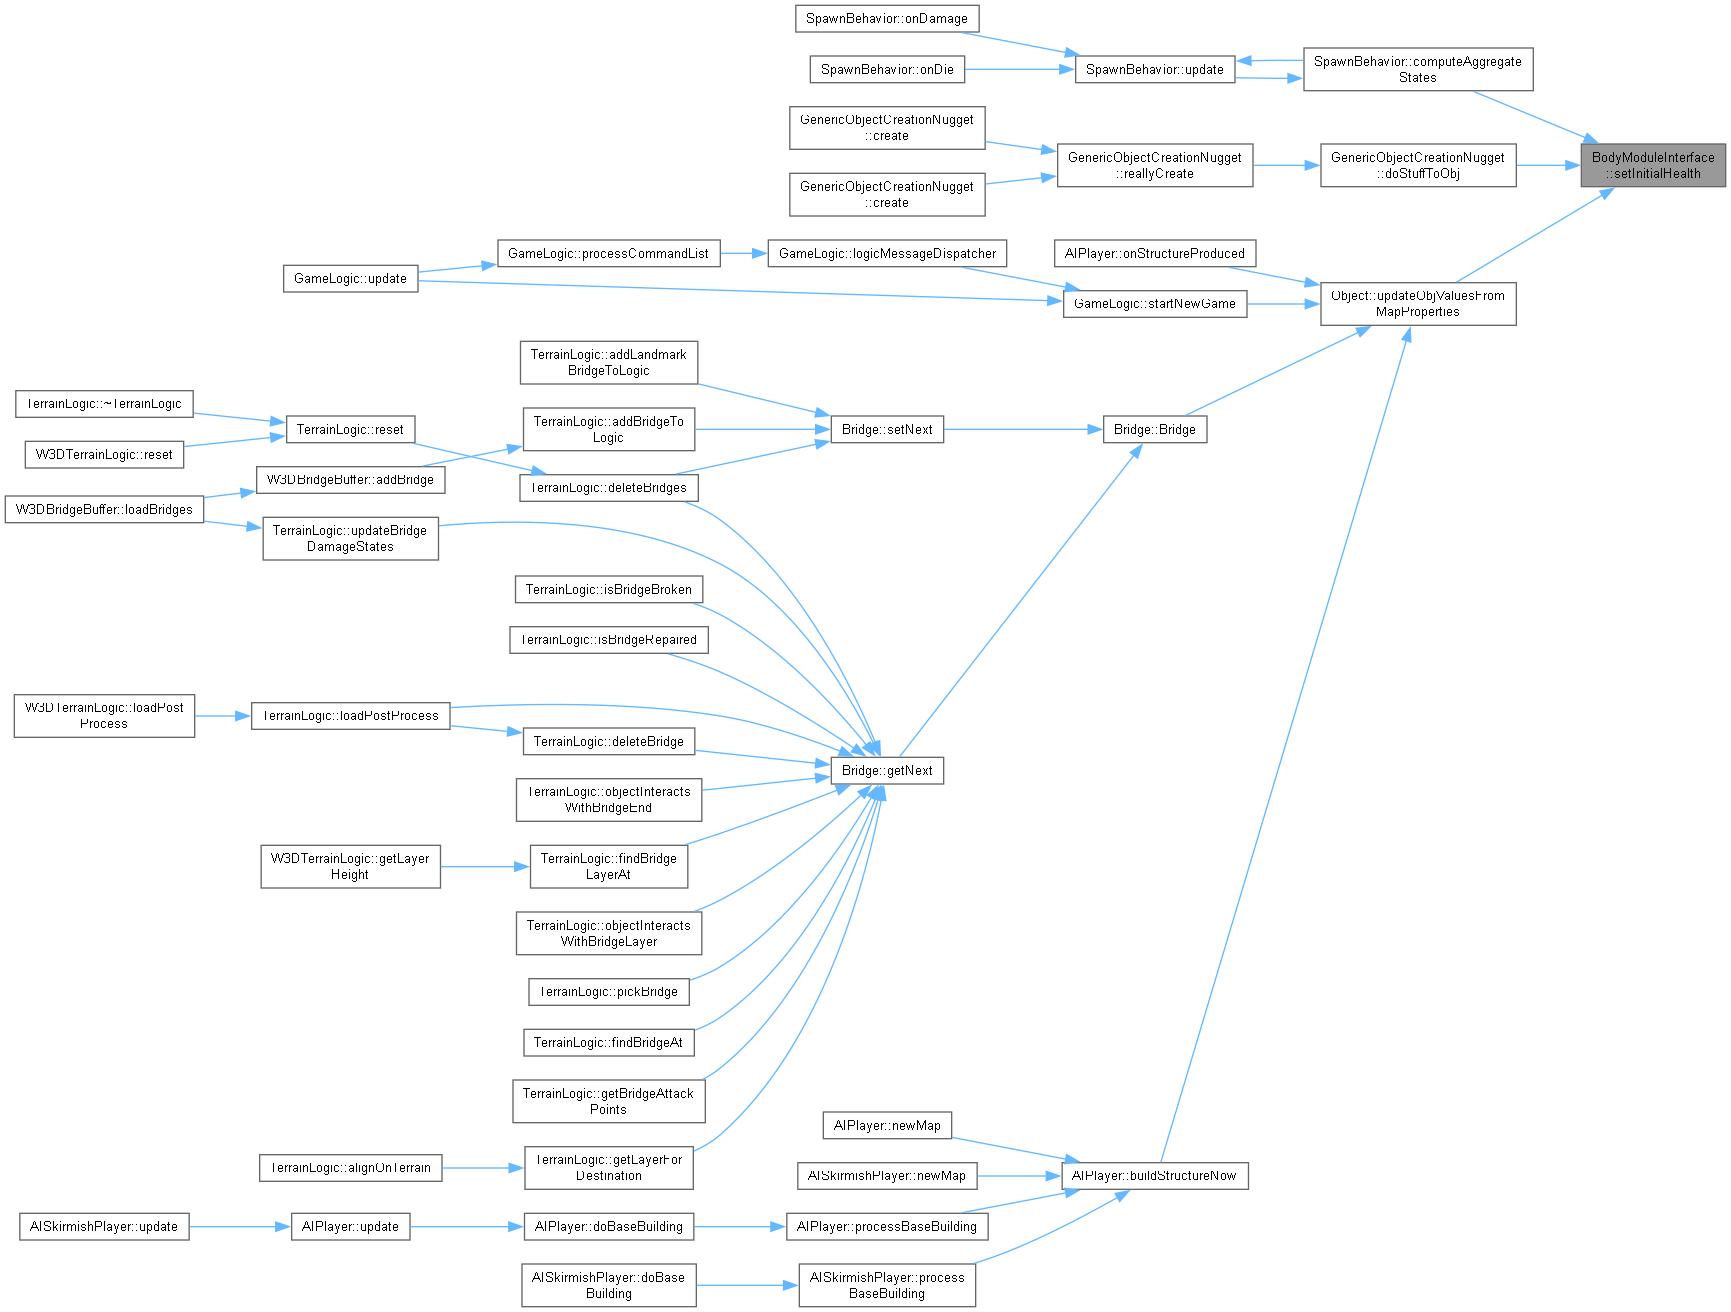 SpawnBehavior::onDamage
SpawnBehavior::onDie
SpawnBehavior::update
SpawnBehavior::computeAggregate
States
GenericObjectCreationNugget
::create
GenericObjectCreationNugget
::create
GenericObjectCreationNugget
::reallyCreate
GenericObjectCreationNugget
::doStuffToObj
BodyModuleInterface
::setInitialHealth
GameLogic::update
GameLogic::processCommandList
GameLogic::logicMessageDispatcher
AIPlayer::onStructureProduced
GameLogic::startNewGame
Object::updateObjValuesFrom
MapProperties
TerrainLogic::addLandmark
BridgeToLogic
TerrainLogic::~TerrainLogic
W3DTerrainLogic::reset
TerrainLogic::reset
TerrainLogic::addBridgeTo
Logic
Bridge::setNext
Bridge::Bridge
W3DBridgeBuffer::addBridge
TerrainLogic::deleteBridges
W3DBridgeBuffer::loadBridges
TerrainLogic::updateBridge
DamageStates
TerrainLogic::isBridgeBroken
TerrainLogic::isBridgeRepaired
W3DTerrainLogic::loadPost
Process
TerrainLogic::loadPostProcess
TerrainLogic::deleteBridge
Bridge::getNext
TerrainLogic::objectInteracts
WithBridgeEnd
W3DTerrainLogic::getLayer
Height
TerrainLogic::findBridge
LayerAt
TerrainLogic::objectInteracts
WithBridgeLayer
TerrainLogic::pickBridge
TerrainLogic::findBridgeAt
TerrainLogic::getBridgeAttack
Points
TerrainLogic::alignOnTerrain
TerrainLogic::getLayerFor
Destination
AIPlayer::newMap
AISkirmishPlayer::newMap
AIPlayer::buildStructureNow
AISkirmishPlayer::update
AIPlayer::update
AIPlayer::doBaseBuilding
AIPlayer::processBaseBuilding
AISkirmishPlayer::doBase
Building
AISkirmishPlayer::process
BaseBuilding